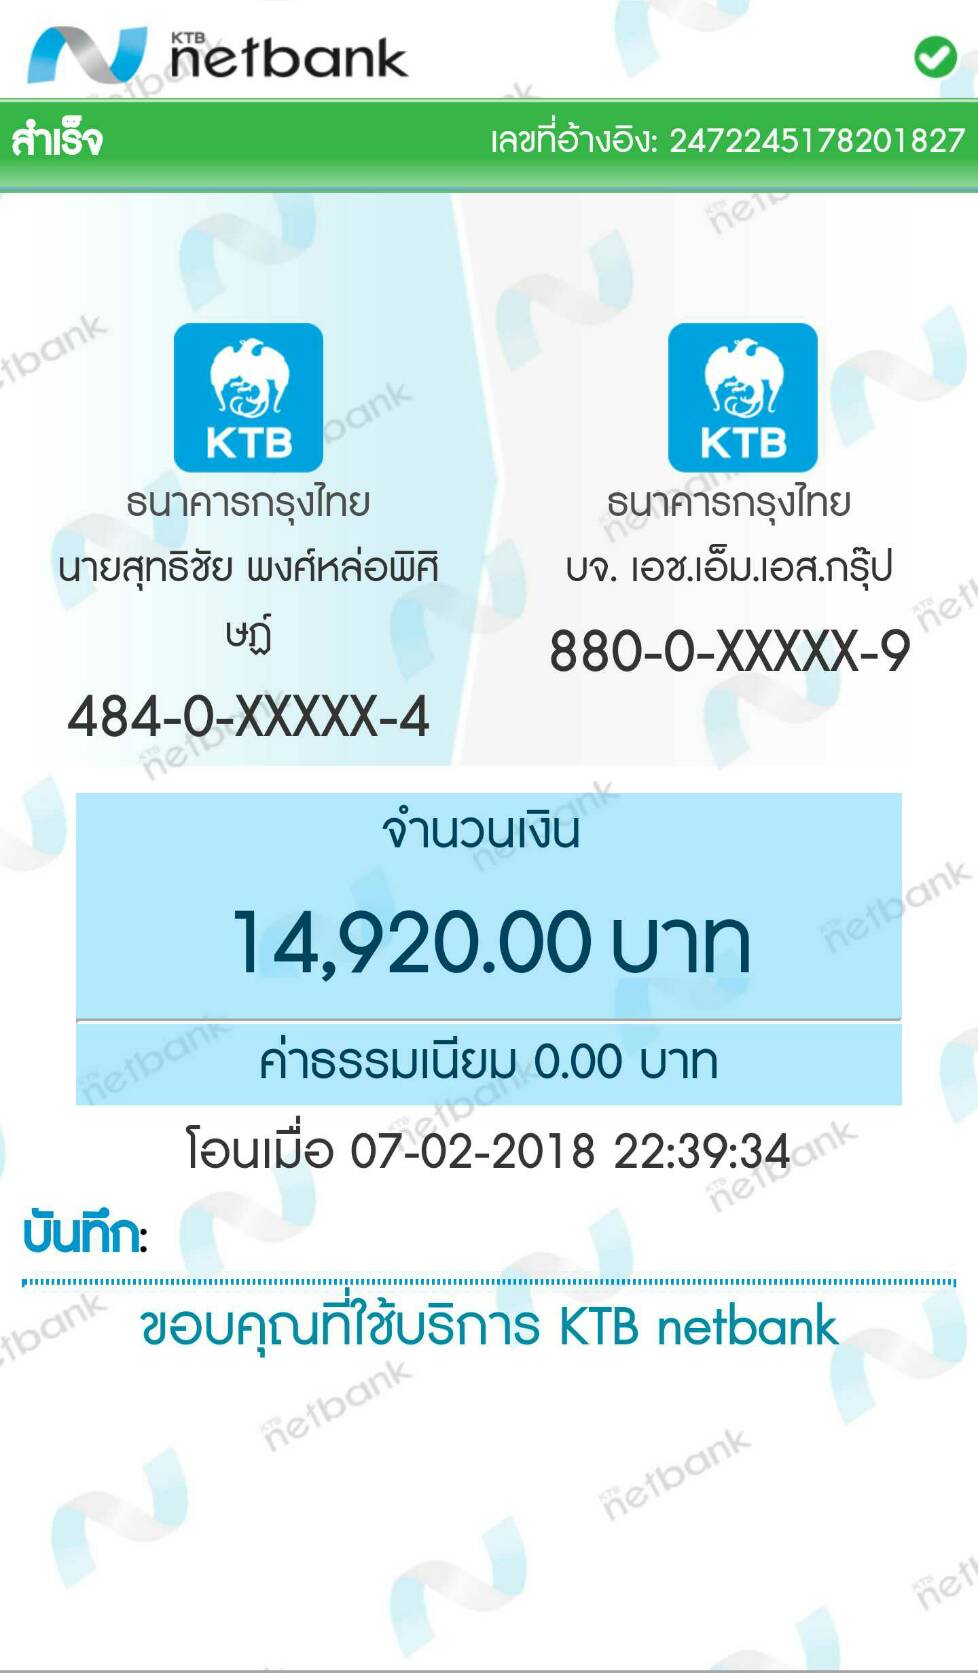 KTB netbank
สำเร็จ เลขที่อ้างอิง: 2472245178201827
KTB KTB
ธนาคารกรุงไทย ธนาคารกรุงไทย
นายสุทธิชัย พงศ์หล่อพิศิ บจ. เอช.เอ็ม.เอส.กรุ๊ป
ษฏ์ 880-0-XXXXX-9
484-0-XXXXX-4
จำนวนเงิน
14,920.00 บาท
ค่าธรรมเนียม 0.00 บาท
โอนเมื่อ 07-02-2018 22:39:34
บันทึก:
ขอบคุณที่ใช้บริการ KTB netbank